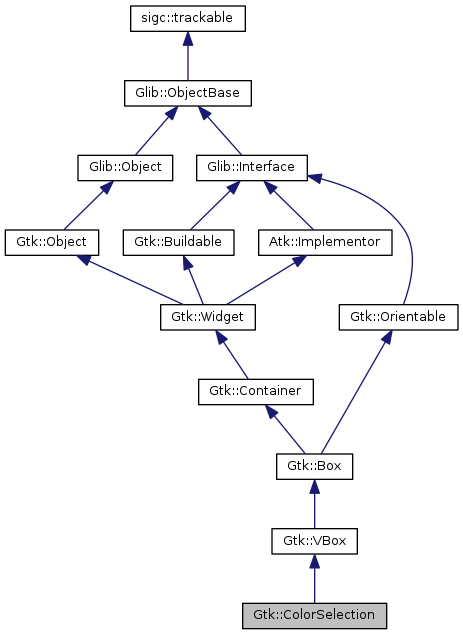 sigc::trackable
Glib::ObjectBase
Glib::Object
Glib::Interface
Gtk::Object
Gtk::Buildable
Atk::Implementor
Gtk::Widget
Gtk::Orientable
Gtk::Container
Gtk::Box
Gtk::VBox
Gtk::ColorSelection